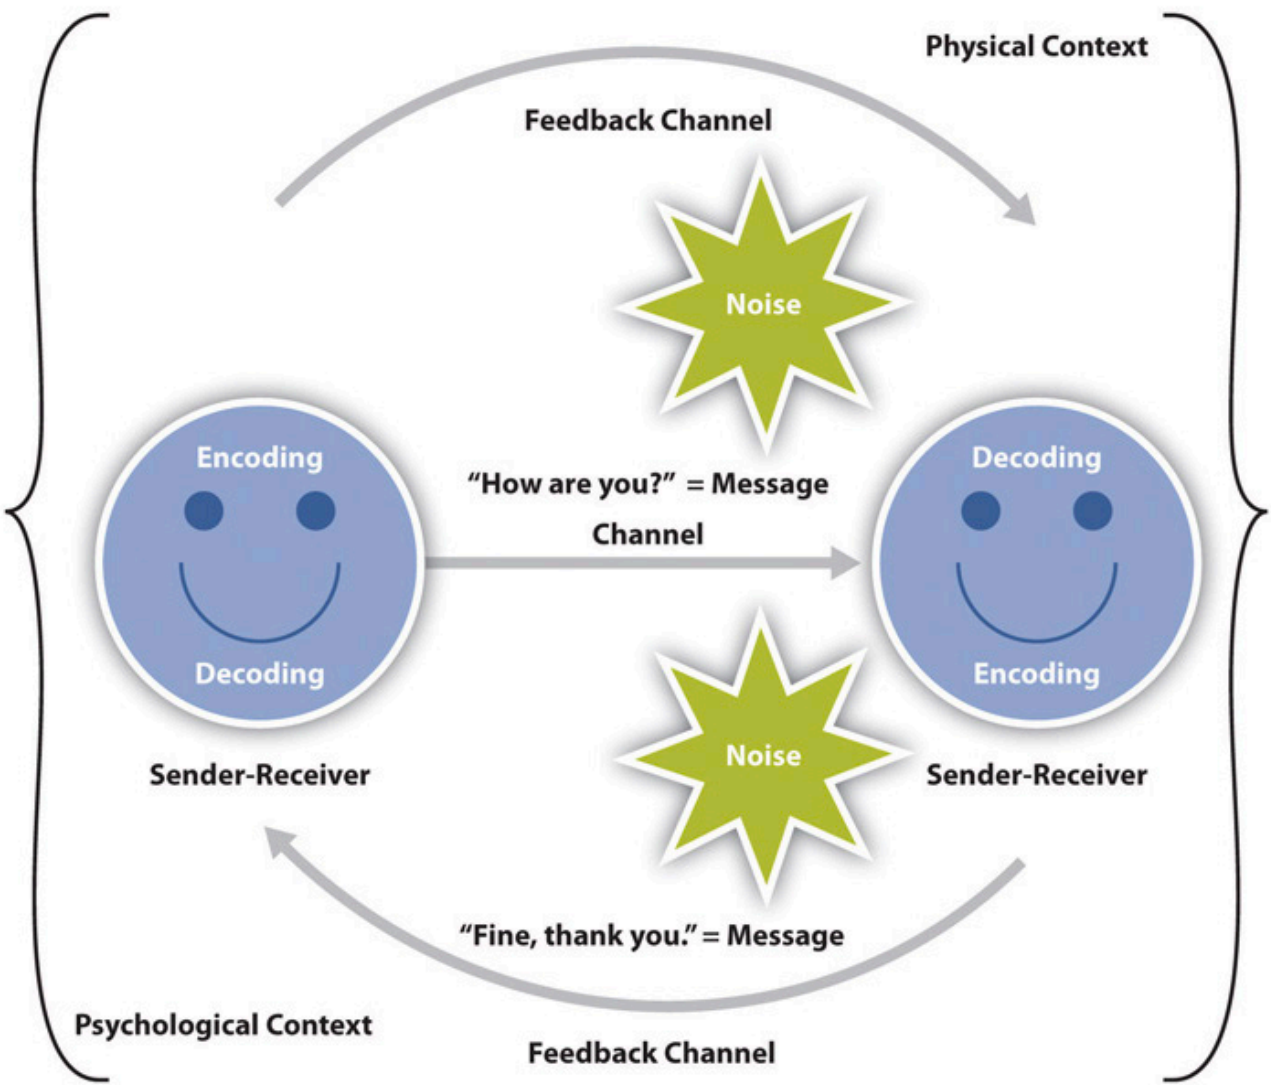 Physical Context
Feedback Channel
Noise
Encoding
Decoding
“How are you?” = Message
Channel
Decoding
Encoding
Noise
Sender-Receiver
Sender-Receiver
“Fine, thank you.” = Message
Psychological Context
Feedback Channel